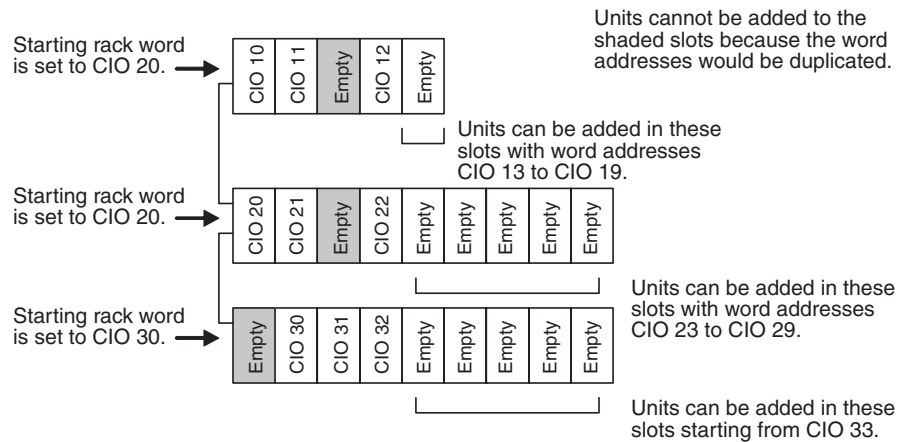 Units cannot be added to the
shaded slots because the word
addresses would be duplicated.
Starting rack word
is set to CIO 20.
CIO 10
CIO 11
Empty
CIO 12
Empty
Units can be added in these
slots with word addresses
CIO 13 to CIO 19.
Starting rack word
is set to CIO 20.
CIO 20
CIO 21
Empty
CIO 22
Empty
Empty
Empty
Empty
Empty
Units can be added in these
slots with word addresses
CIO 23 to CIO 29.
Starting rack word
is set to CIO 30.
Empty
CIO 30
CIO 31
CIO 32
Empty
Empty
Empty
Empty
Empty
Units can be added in these
slots starting from CIO 33.